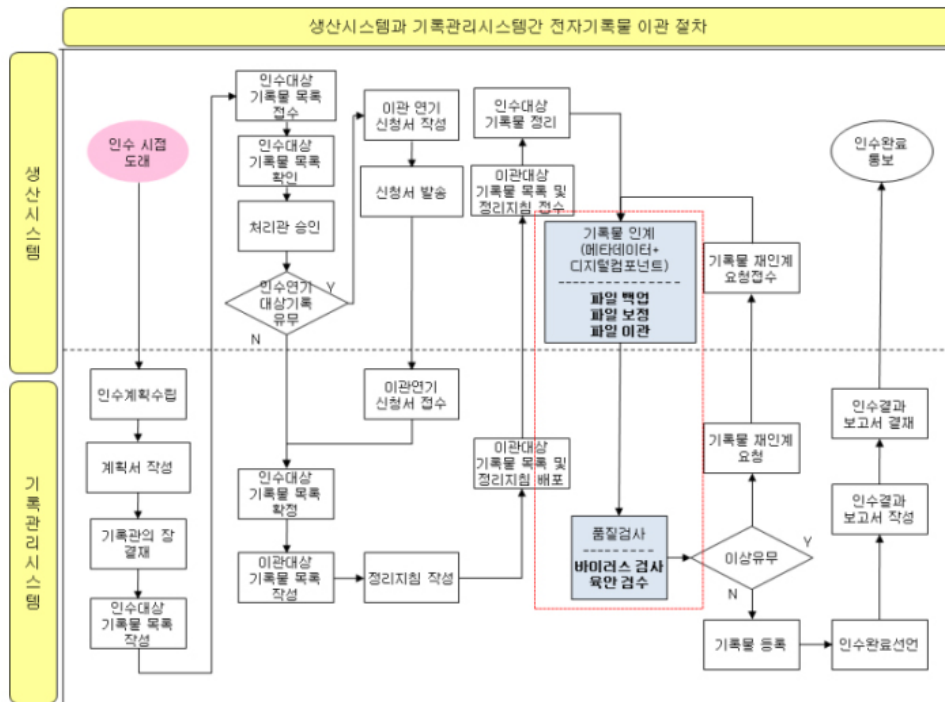 생산시스템과 기록관리시스템간 전자기록물 이관 절차
생산시스템
인수 시점
도래
인수대상
기록물 목록
접수
인수대상
기록물 목록
확인
처리관 승인
인수연기
대상기록
유무
Y
N
이관 연기
신청서 작성
신청서 발송
인수대상
기록물 정리
이관대상
기록물 목록 및
정리지침 접수
기록물 인계
(메타데이터+
디지털컴포넌트)
파일 백업
파일 보정
파일 이관
기록물 재인계
요청접수
인수완료
통보
기록관리시스템
인수계획수립
계획서 작성
기록관의 장
결재
인수대상
기록물 목록
작성
이관연기
신청서 접수
인수대상
기록물 목록
확정
이관대상
기록물 목록
작성
정리지침 작성
이관대상
기록물 목록 및
정리지침 배포
품질검사
바이러스 검사
육안 검수
기록물 재인계
요청
이상유무
Y
N
기록물 등록
인수완료선언
인수결과
보고서 작성
인수결과
보고서 결재